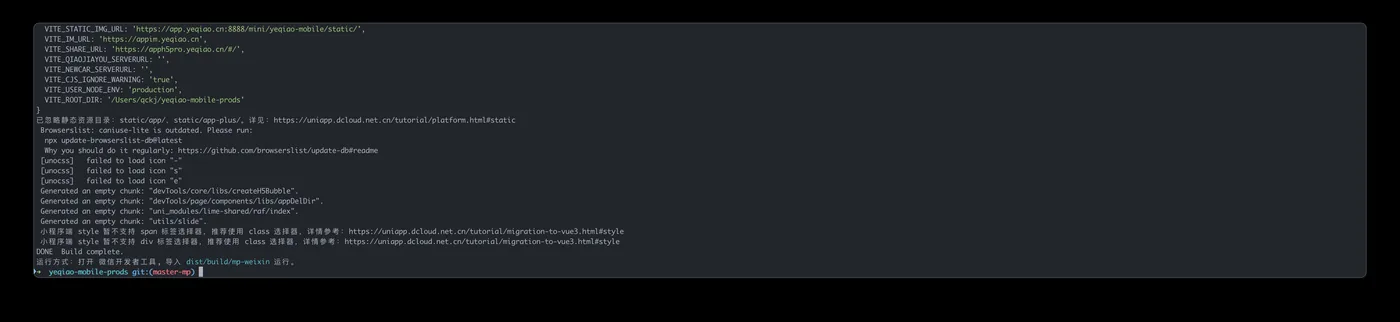 VITE_STATIC_IMG_URL: 'https://app.yeqiao.cn:8888/mini/yeqiao-mobile/static/',
VITE_IM_URL: 'https://appim.yeqiao.cn',
VITE_SHARE_URL: 'https://apph5pro.yeqiao.cn/#/',
VITE_QIAOJIAYOU_SERVERURL: '',
VITE_NEWCAR_SERVERURL: '',
VITE_CJS_IGNORE_WARNING: 'true',
VITE_USER_NODE_ENV: 'production',
VITE_ROOT_DIR: '/Users/qckj/yeqiao-mobile-prods'
}
已忽略静态资源目录: static/app/、static/app-plus/。详见: https://uniapp.dcloud.net.cn/tutorial/platform.html#static
Browserslist: caniuse-lite is outdated. Please run:
npx update-browserslist-db@latest
Why you should do it regularly: https://github.com/browserslist/update-db#readme
[unocss] failed to load icon "-"
[unocss] failed to load icon "s"
[unocss] failed to load icon "e"
Generated an empty chunk: "devTools/core/libs/createH5Bubble".
Generated an empty chunk: "devTools/page/components/libs/appDelDir".
Generated an empty chunk: "uni_modules/lime-shared/raf/index".
Generated an empty chunk: "utils/slide".
小程序端 style 暂不支持 span 标签选择器，推荐使用 class 选择器，详情参考: https://uniapp.dcloud.net.cn/tutorial/migration-to-vue3.html#style
小程序端 style 暂不支持 div 标签选择器，推荐使用 class 选择器，详情参考: https://uniapp.dcloud.net.cn/tutorial/migration-to-vue3.html#style
DONE Build complete.
运行方式: 打开 微信开发者工具, 导入 dist/build/mp-weixin 运行。
➜ yeqiao-mobile-prods git:(master-mp)